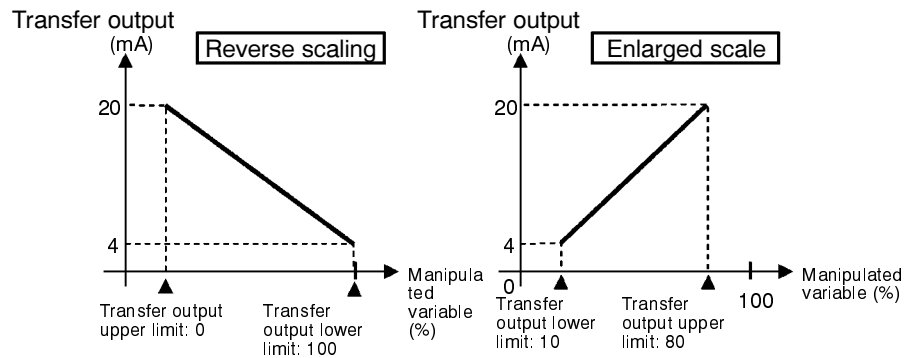 Transfer output
(mA)
Reverse scaling
20
4
Manipula
ted
variable
(%)
Transfer output
upper limit: 0
Transfer
output lower
limit: 100
Transfer output
(mA)
Enlarged scale
20
4
0
100
Manipulated
variable (%)
Transfer
output lower
limit: 10
Transfer
output upper
limit: 80